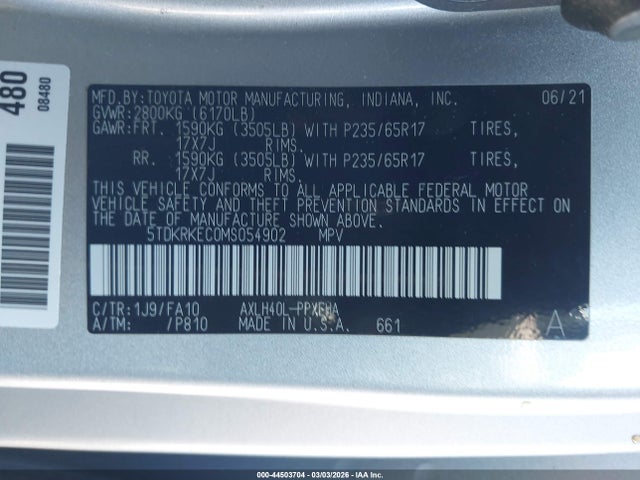 480
08480
MFD.BY:TOYOTA MOTOR MANUFACTURING, INDIANA, INC. 06/21
GVWR:2800KG (6170LB)
GAWR:FRT. 1590KG (3505LB) WITH P235/65R17 TIRES,
17X7J RIMS.
RR. 1590KG (3505LB) WITH P235/65R17 TIRES,
17X7J RIMS.
THIS VEHICLE CONFORMS TO ALL APPLICABLE FEDERAL MOTOR
VEHICLE SAFETY AND THEFT PREVENTION STANDARDS IN EFFECT ON
THE DATE OF MANUFACTURE SHOWN ABOVE.
5TDKRKEC0MS054902 MPV
C/TR:1J9/FA10 AXLH40L-PPXFHA
A/TM: /P810 MADE IN U.S.A. 661 A
000-44503704 | 03/03/2026 - IAA Inc.